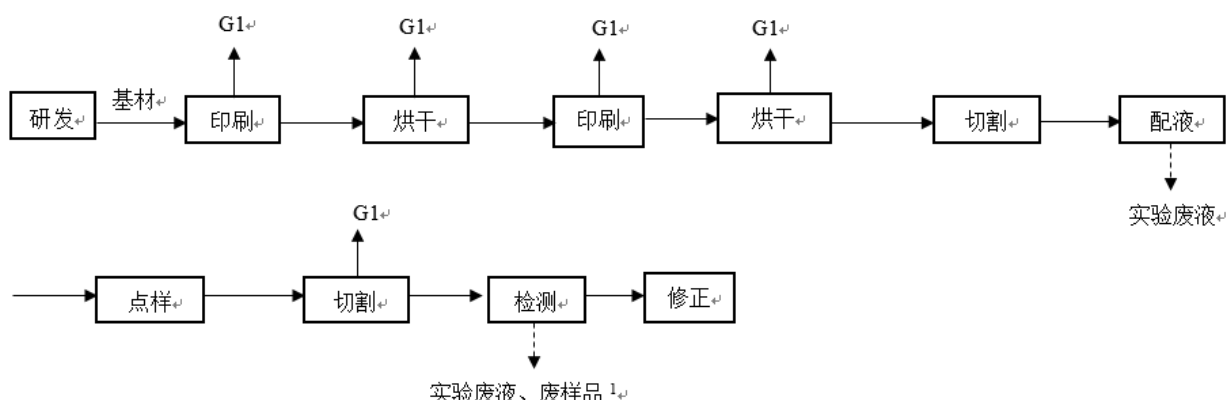 G1 G1 G1 G1
基材
研发 印刷 烘干 印刷 烘干 切割 配液
实验废液
G1
点样 切割 检测 修正
实验废液、废样品 1